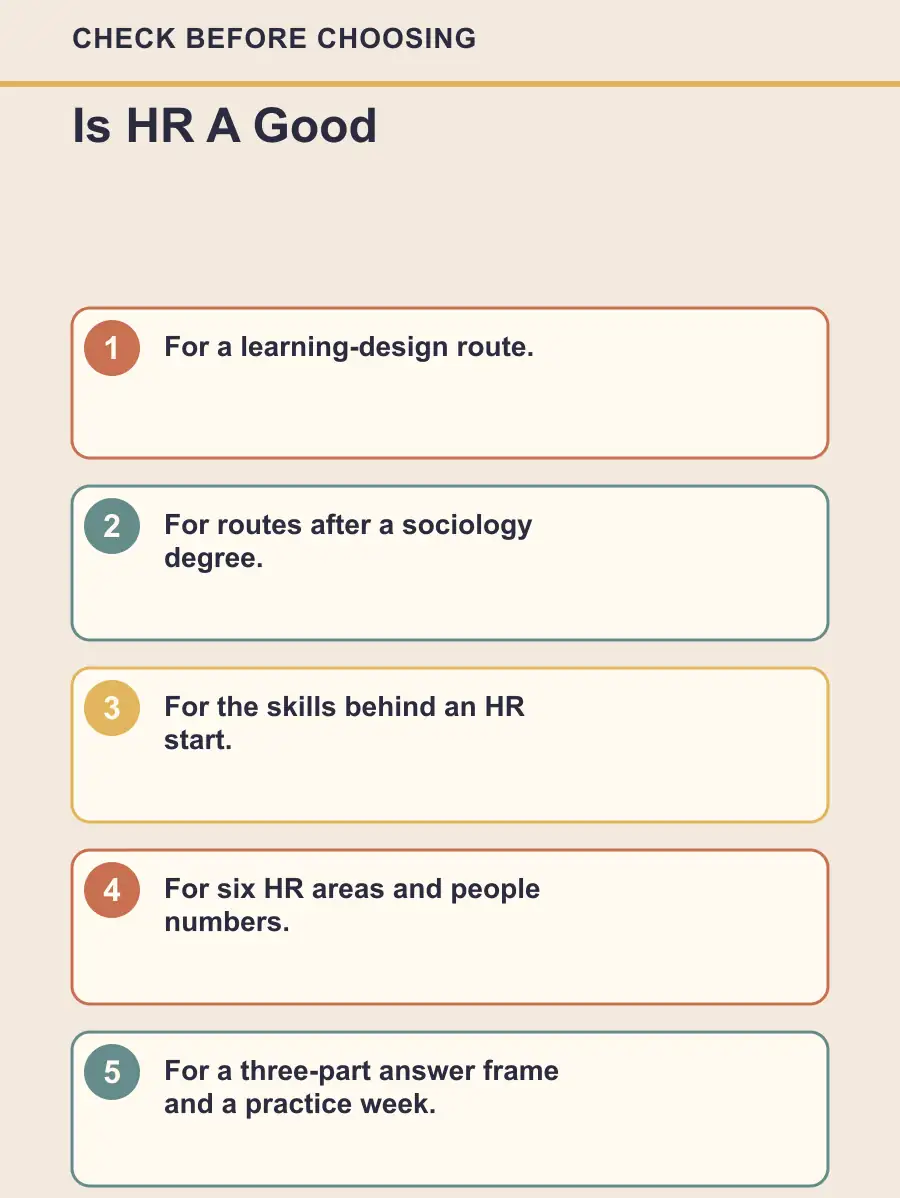 CHECK BEFORE CHOOSING
Is HR A Good
1
For a learning-design route.
2
For routes after a sociology
degree.
3
For the skills behind an HR
start.
4
For six HR areas and people
numbers.
5
For a three-part answer frame
and a practice week.